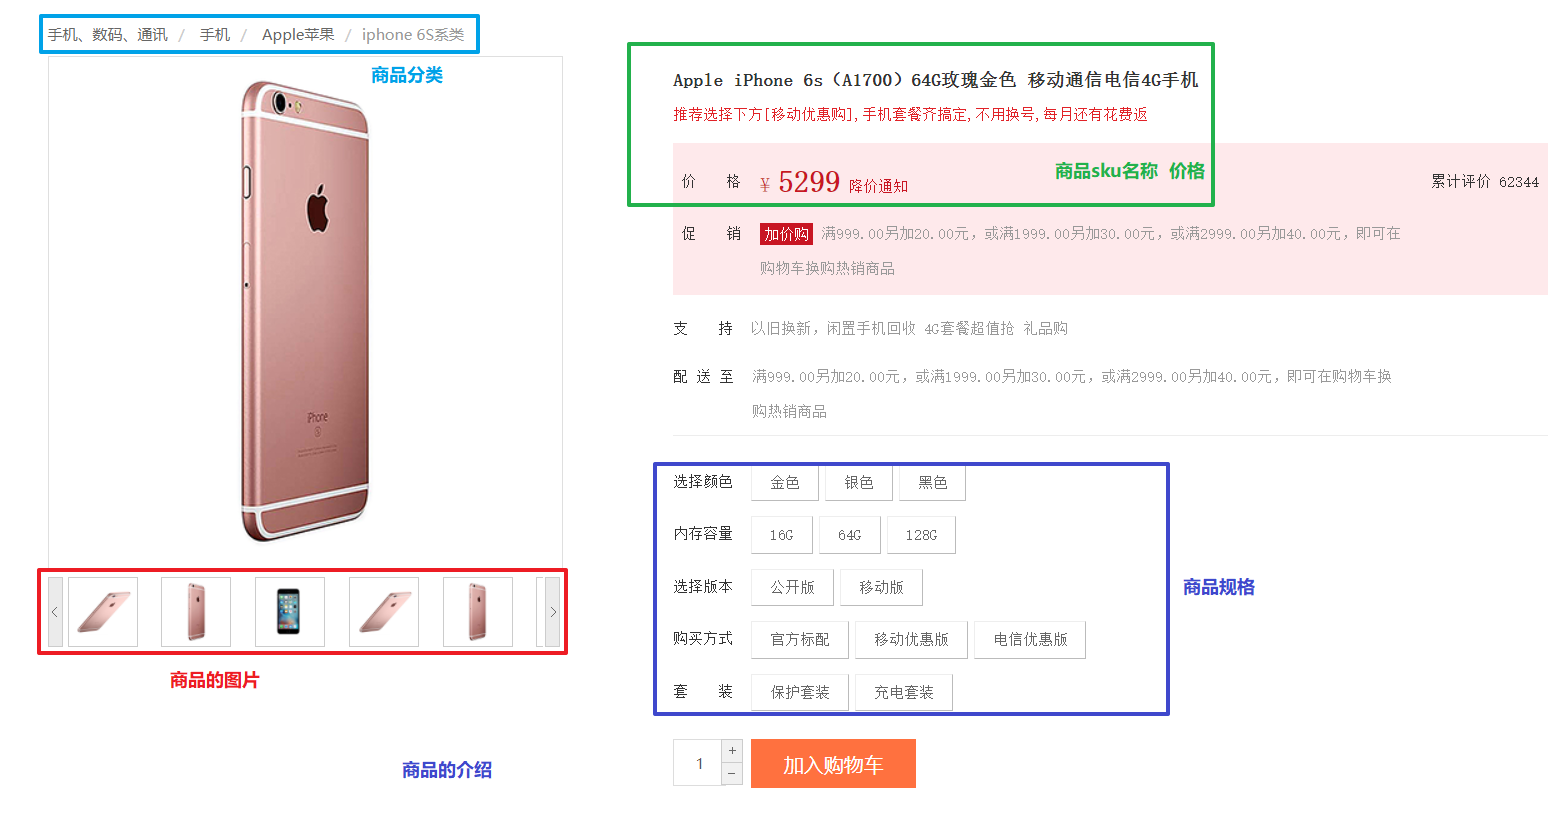 手机、数码、通讯 / 手机 / Apple苹果 / iphone 6S系类
商品分类
iPhone
商品的图片
商品的介绍
Apple iPhone 6s（A1700）64G玫瑰金色 移动通信电信4G手机
推荐选择下方[移动优惠购],手机套餐齐搞定,不用换号,每月还有花费返
商品sku名称 价格
价 格 ¥ 5299 降价通知 累计评价 62344
促 销 加价购 满999.00另加20.00元，或满1999.00另加30.00元，或满2999.00另加40.00元，即可在
购物车换购热销商品
支 持 以旧换新，闲置手机回收 4G套餐超值抢 礼品购
配 送 至 满999.00另加20.00元，或满1999.00另加30.00元，或满2999.00另加40.00元，即可在购物车换
购热销商品
选择颜色 金色 银色 黑色
内存容量 16G 64G 128G
选择版本 公开版 移动版
商品规格
购买方式 官方标配 移动优惠版 电信优惠版
套 装 保护套装 充电套装
1 + − 加入购物车